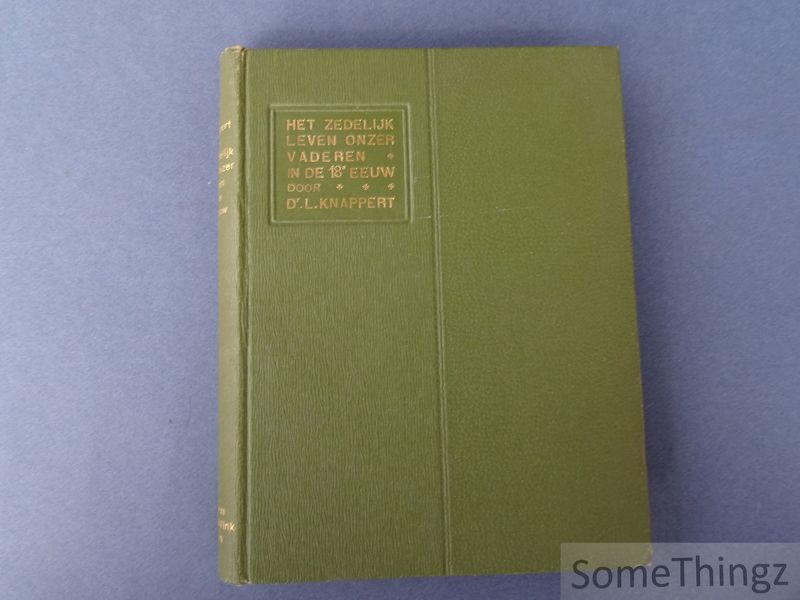 HET ZEDELIJK
LEVEN ONZER
VADEREN
IN DE 18e EEUW
DOOR
Dr. L. KNAPPERT
SomeThingz